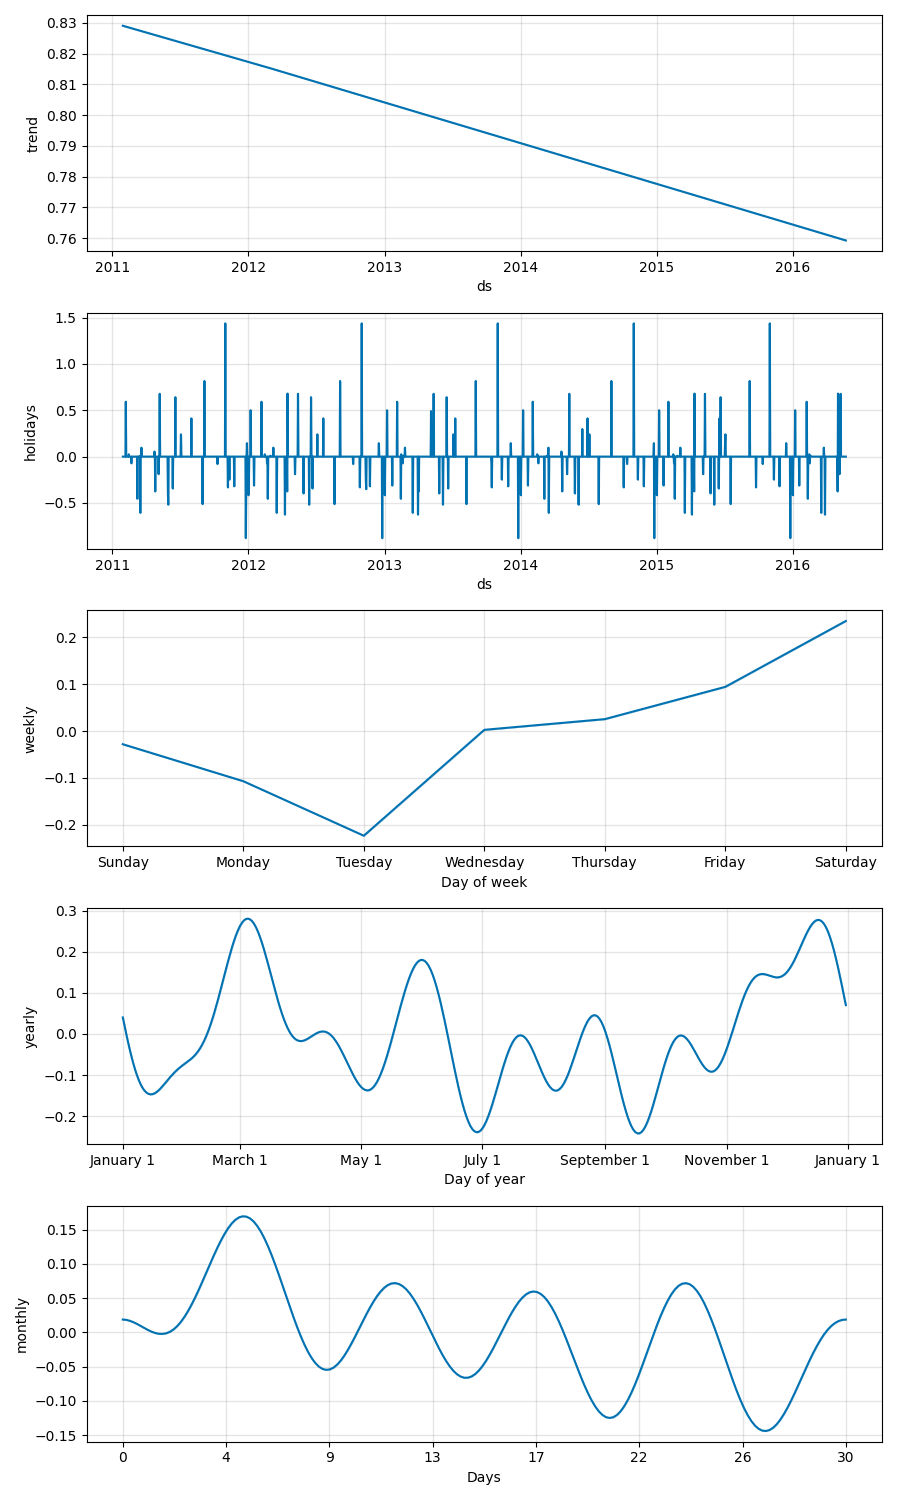 0.83
0.82
0.81
0.80
0.79
0.78
0.77
0.76
trend
2011 2012 2013 2014 2015 2016
ds
1.5
1.0
0.5
0.0
−0.5
holidays
2011 2012 2013 2014 2015 2016
ds
0.2
0.1
0.0
−0.1
−0.2
weekly
Sunday Monday Tuesday Wednesday Thursday Friday Saturday
Day of week
0.3
0.2
0.1
0.0
−0.1
−0.2
yearly
January 1 March 1 May 1 July 1 September 1 November 1 January 1
Day of year
0.15
0.10
0.05
0.00
−0.05
−0.10
−0.15
monthly
0 4 9 13 17 22 26 30
Days